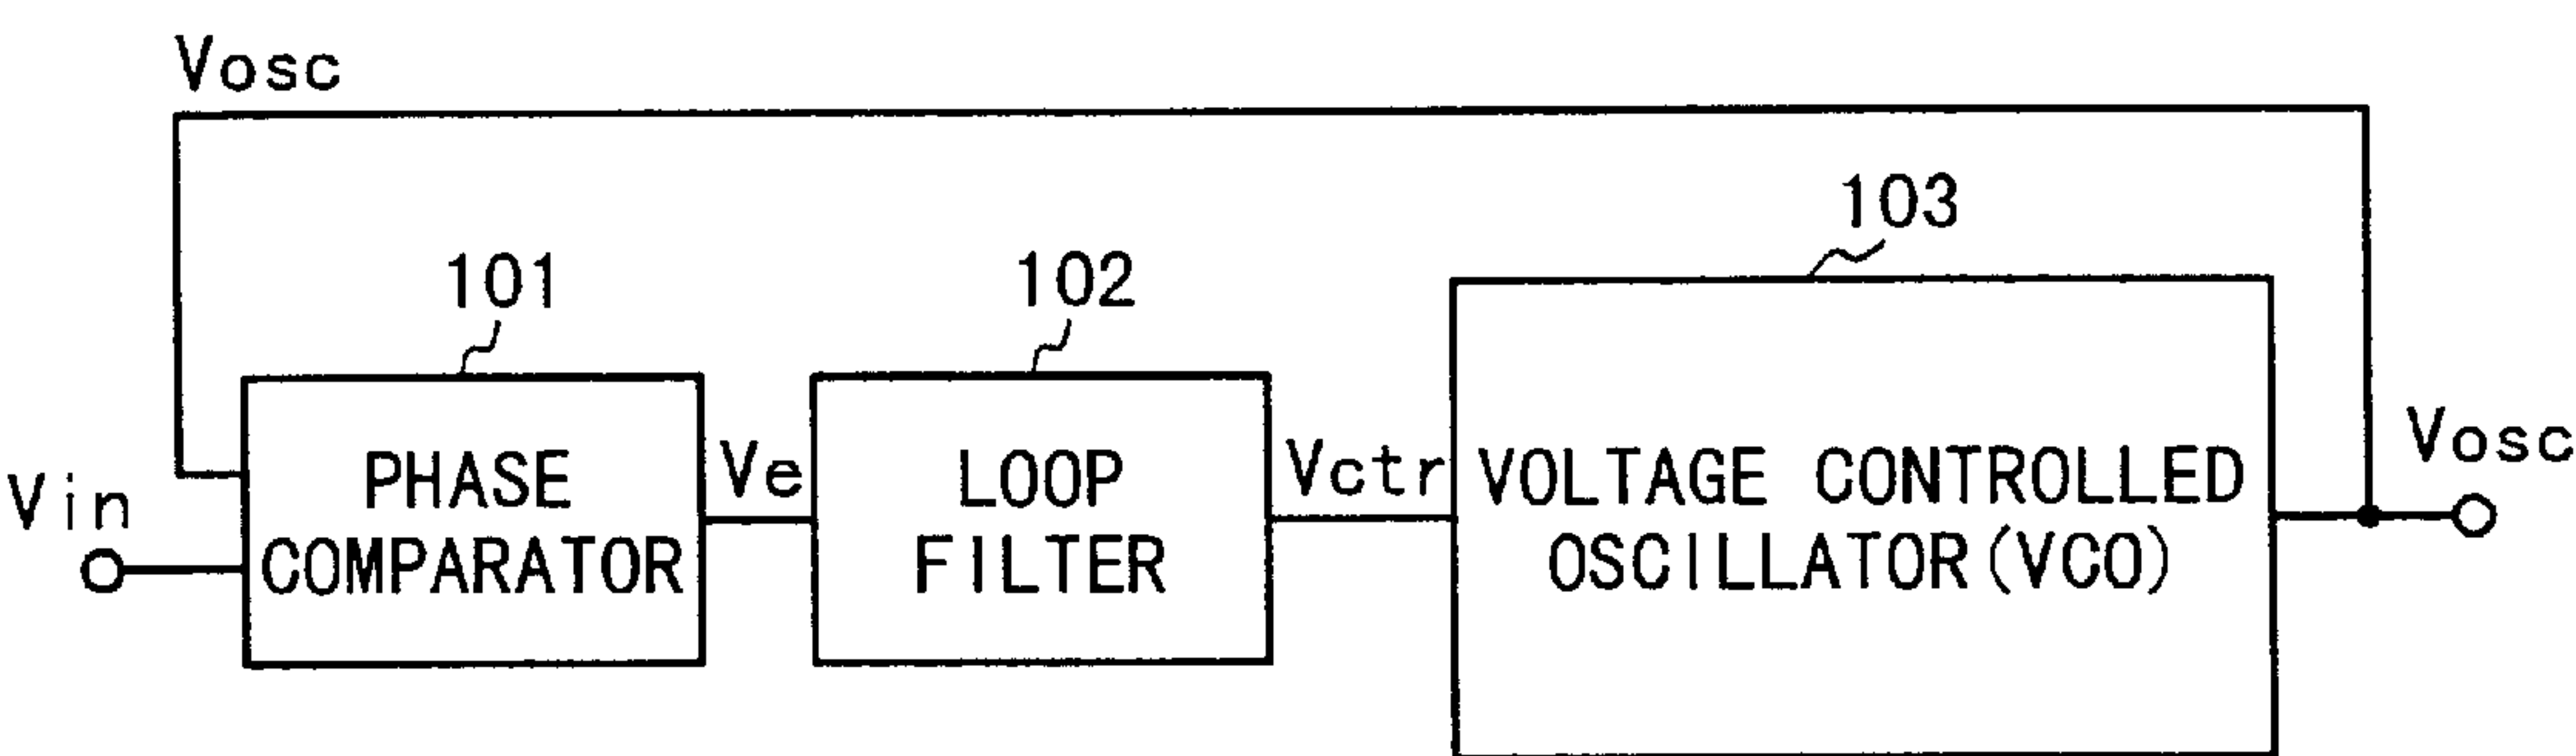 Vosc
103
101
102
Vin
PHASE
COMPARATOR
Ve
LOOP
FILTER
Vctr
VOLTAGE CONTROLLED
OSCILLATOR(VCO)
Vosc